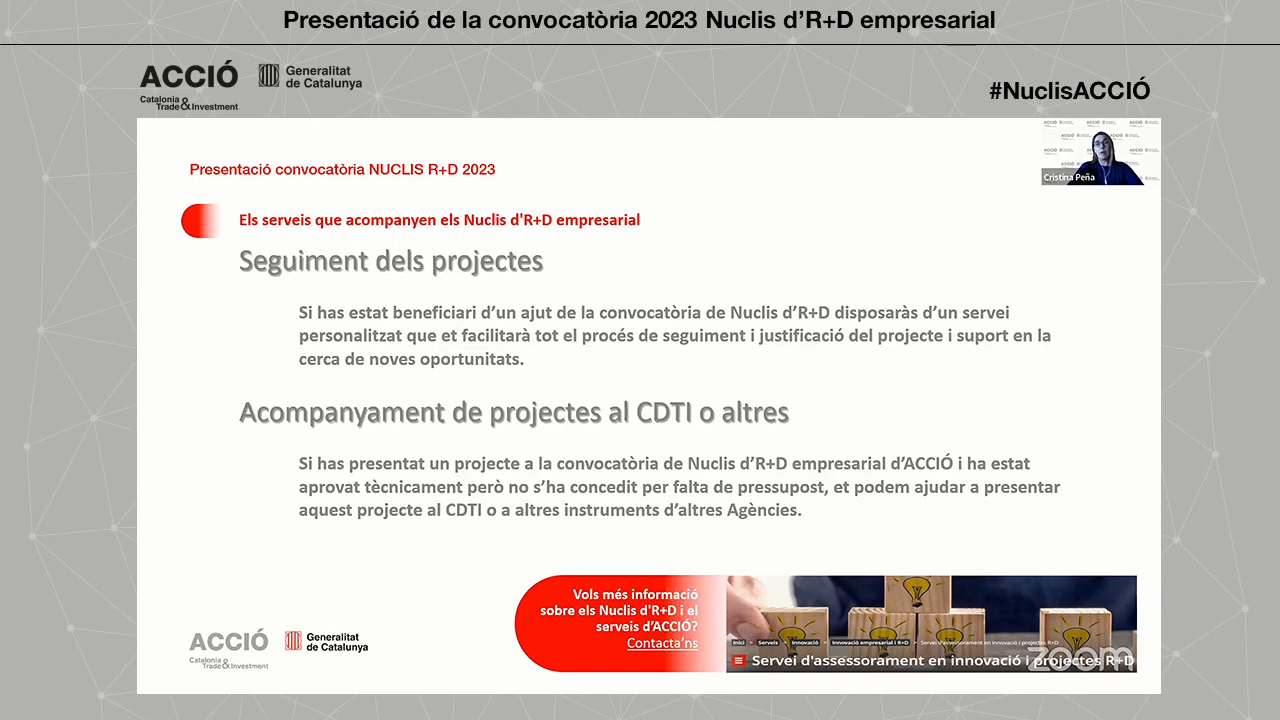 Presentació de la convocatòria 2023 Nuclis d’R+D empresarial
ACCIÓ
Catalonia
Trade & Investment
Generalitat
de Catalunya
#NuclisACCIÓ
Cristina Peña
Presentació convocatòria NUCLIS R+D 2023
Els serveis que acompanyen els Nuclis d'R+D empresarial
Seguiment dels projectes
Si has estat beneficiari d’un ajut de la convocatòria de Nuclis d’R+D disposaràs d’un servei
personalitzat que et facilitarà tot el procés de seguiment i justificació del projecte i suport en la
cerca de noves oportunitats.
Acompanyament de projectes al CDTI o altres
Si has presentat un projecte a la convocatòria de Nuclis d’R+D empresarial d’ACCIÓ i ha estat
aprovat tècnicament però no s’ha concedit per falta de pressupost, et podem ajudar a presentar
aquest projecte al CDTI o a altres instruments d’altres Agències.
Vols més informació
sobre els Nuclis d'R+D i el
serveis d’ACCIÓ?
Contacta’ns
Inici > Serveis > Innovació > Innovació empresarial i R+D > Servei d'assessorament en innovació i projectes R+D
Servei d'assessorament en innovació i projectes R+D
zoom
ACCIÓ
Catalonia
Trade & Investment
Generalitat
de Catalunya